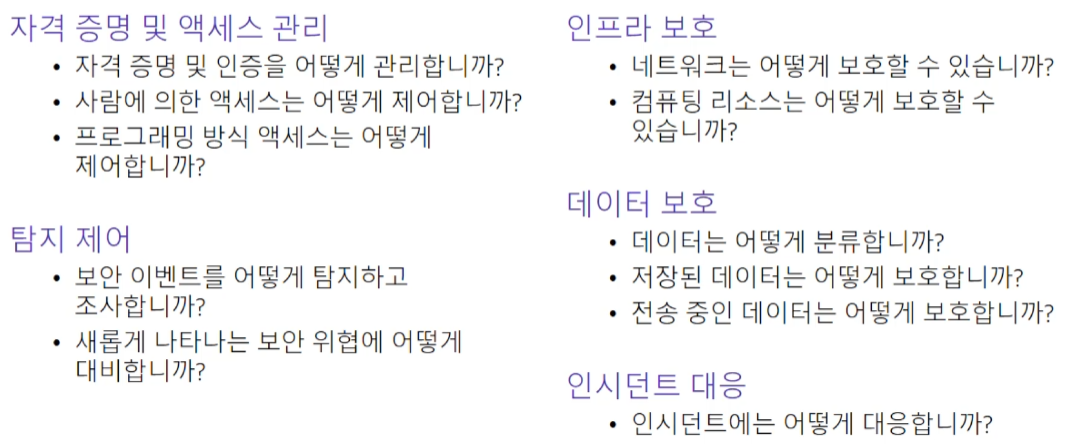 자격 증명 및 액세스 관리
• 자격 증명 및 인증을 어떻게 관리합니까?
• 사람에 의한 액세스는 어떻게 제어합니까?
• 프로그래밍 방식 액세스는 어떻게
제어합니까?
탐지 제어
• 보안 이벤트를 어떻게 탐지하고
조사합니까?
• 새롭게 나타나는 보안 위협에 어떻게
대비합니까?
인프라 보호
• 네트워크는 어떻게 보호할 수 있습니까?
• 컴퓨팅 리소스는 어떻게 보호할 수
있습니까?
데이터 보호
• 데이터는 어떻게 분류합니까?
• 저장된 데이터는 어떻게 보호합니까?
• 전송 중인 데이터는 어떻게 보호합니까?
인시던트 대응
• 인시던트에는 어떻게 대응합니까?